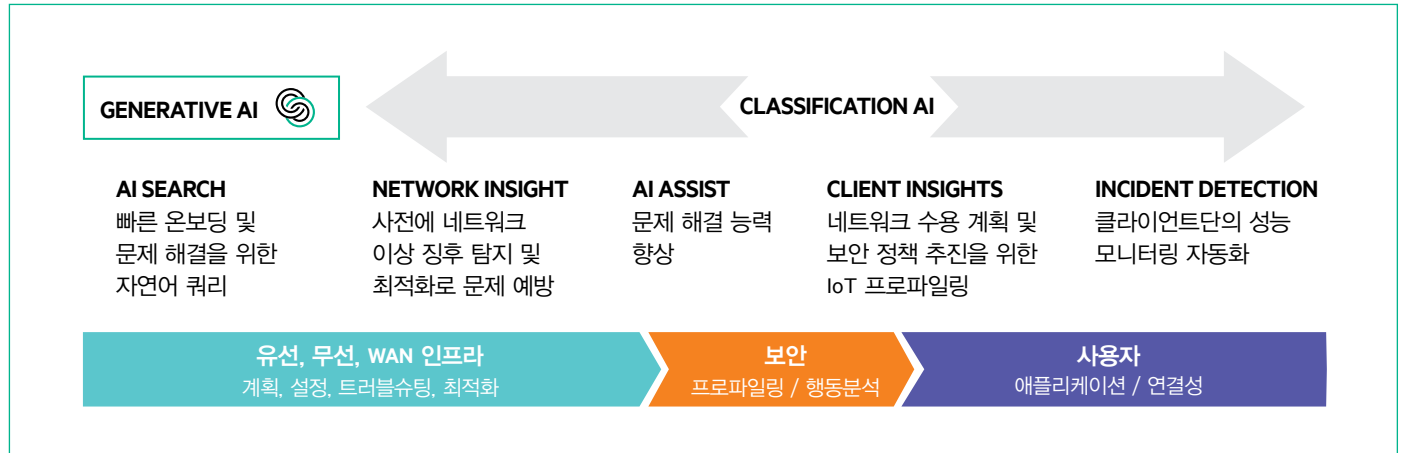 GENERATIVE AI
CLASSIFICATION AI
AI SEARCH
빠른 온보딩 및
문제 해결을 위한
자연어 쿼리
NETWORK INSIGHT
사전에 네트워크
이상 징후 탐지 및
최적화로 문제 예방
AI ASSIST
문제 해결 능력
향상
CLIENT INSIGHTS
네트워크 수용 계획 및
보안 정책 추진을 위한
IoT 프로파일링
INCIDENT DETECTION
클라이언트단의 성능
모니터링 자동화
유선, 무선, WAN 인프라
계획, 설정, 트러블슈팅, 최적화
보안
프로파일링 / 행동분석
사용자
애플리케이션 / 연결성